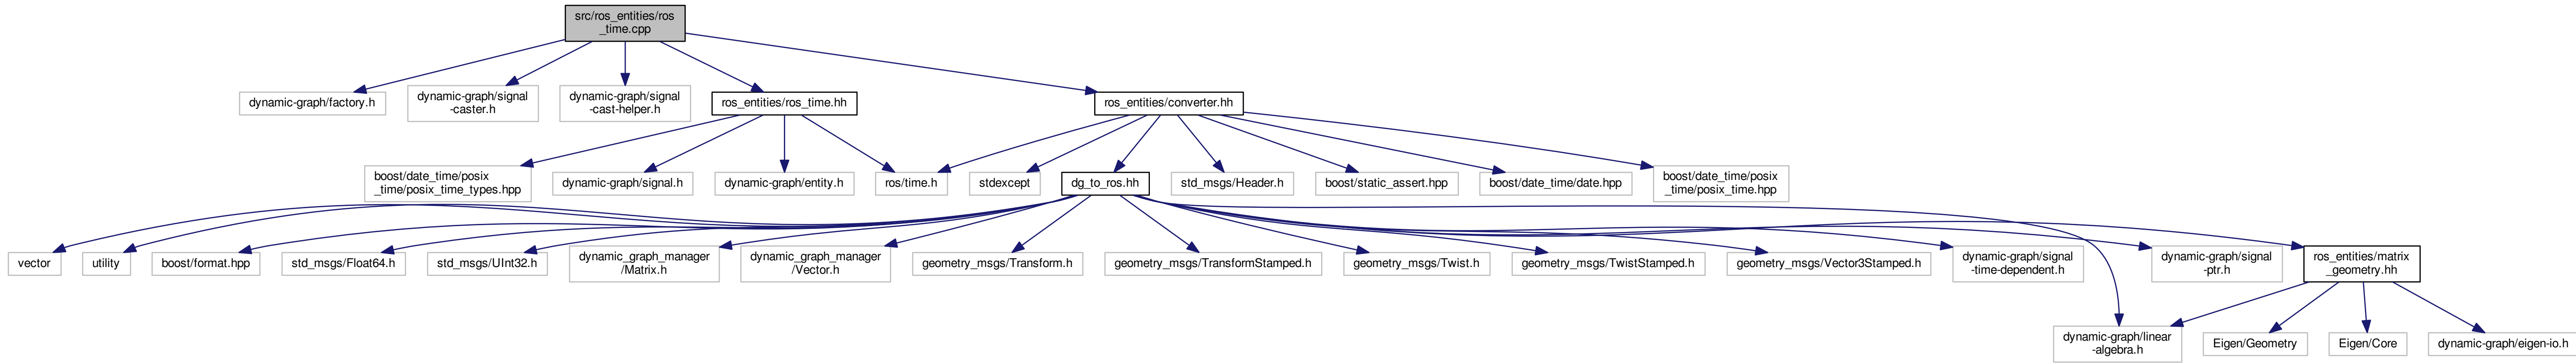 src/ros_entities/ros
_time.cpp
dynamic-graph/factory.h
dynamic-graph/signal
-caster.h
dynamic-graph/signal
-cast-helper.h
ros_entities/ros_time.hh
ros_entities/converter.hh
boost/date_time/posix
_time/posix_time_types.hpp
dynamic-graph/signal.h
dynamic-graph/entity.h
ros/time.h
stdexcept
dg_to_ros.hh
std_msgs/Header.h
boost/static_assert.hpp
boost/date_time/date.hpp
boost/date_time/posix
_time/posix_time.hpp
vector
utility
boost/format.hpp
std_msgs/Float64.h
std_msgs/UInt32.h
dynamic_graph_manager
/Matrix.h
dynamic_graph_manager
/Vector.h
geometry_msgs/Transform.h
geometry_msgs/TransformStamped.h
geometry_msgs/Twist.h
geometry_msgs/TwistStamped.h
geometry_msgs/Vector3Stamped.h
dynamic-graph/signal
-time-dependent.h
dynamic-graph/signal
-ptr.h
ros_entities/matrix
_geometry.hh
dynamic-graph/linear
-algebra.h
Eigen/Geometry
Eigen/Core
dynamic-graph/eigen-io.h